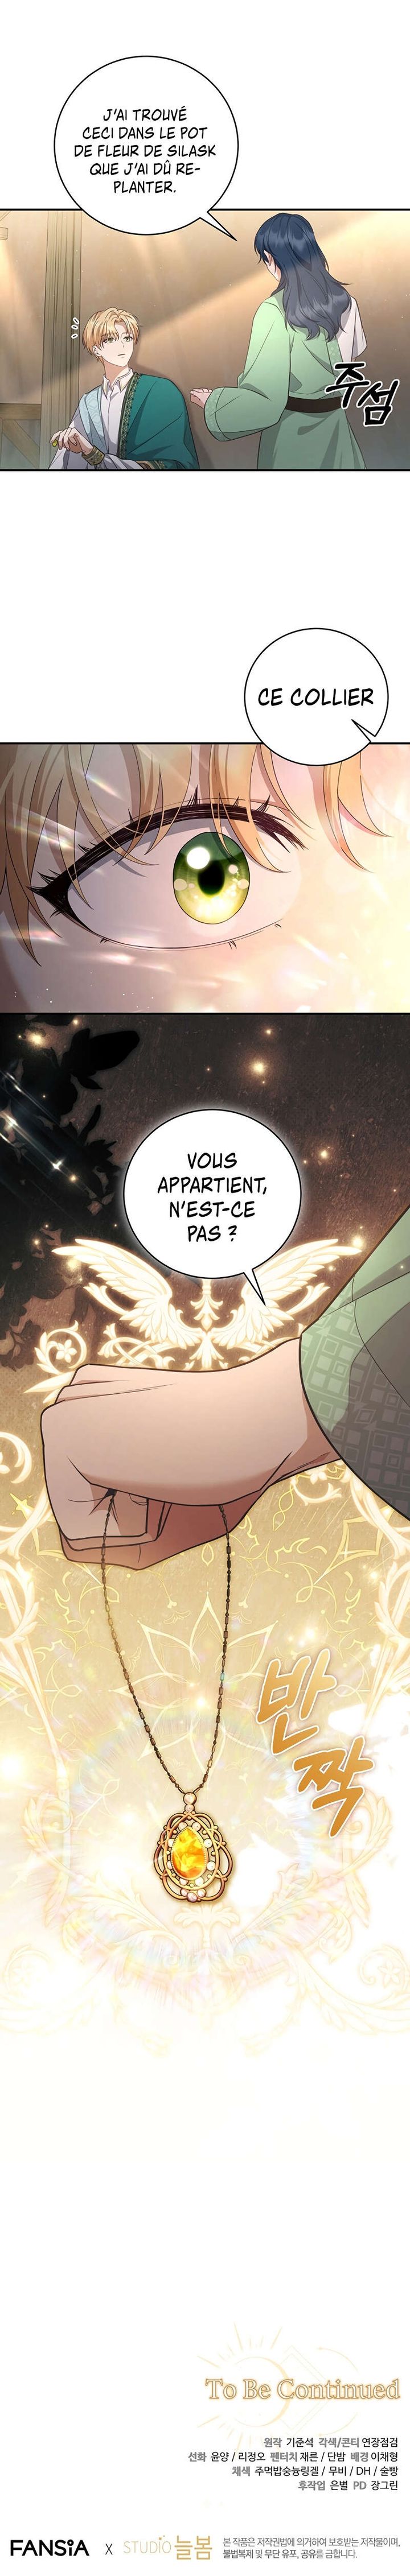 J'AI TROUVÉ
CECI DANS LE POT
DE FLEUR DE SILASK
QUE J'AI DÛ RE-
PLANTER.
주섬
CE COLLIER
VOUS
APPARTIENT,
N'EST-CE
PAS ?
반짝
To Be Continued
원작 기준석 각색/콘티 연장점검
선화 윤양 / 리정오 펜터치 재른 / 단밤 배경 이채형
채색 주먹밥숭늉링겔 / 무비 / DH / 술빵
후작업 은별 PD 장그린
FANSIA X STUDIO 늘봄
본 작품은 저작권법에 의거하여 보호받는 저작물이며,
불법복제 및 무단 유포, 공유를 금합니다.